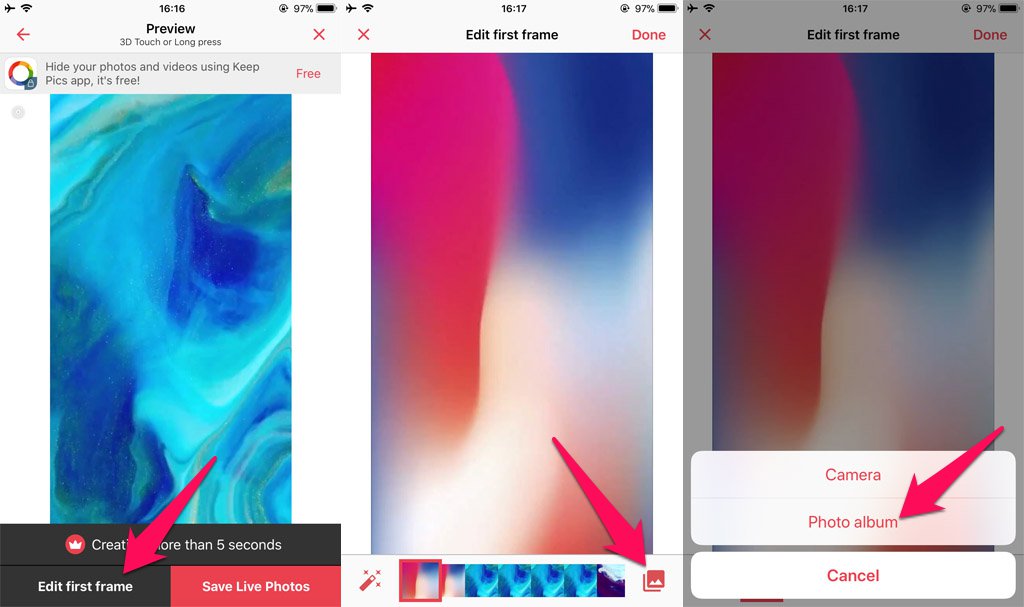 16:16
97%
Preview
3D Touch or Long press
Hide your photos and videos using Keep
Pics app, it's free!
Free
more than 5 seconds
Edit first frame
Save Live Photos
16:17
97%
Edit first frame
Done
16:17
97%
Edit first frame
Done
Camera
Photo album
Cancel